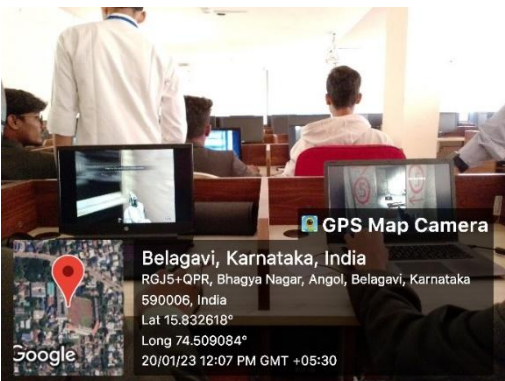 GPS Map Camera
Belagavi, Karnataka, India
RGJ5+QPR, Bhagya Nagar, Angol, Belagavi, Karnataka
590006, India
Lat 15.832618°
Long 74.509084°
20/01/23 12:07 PM GMT +05:30
Google